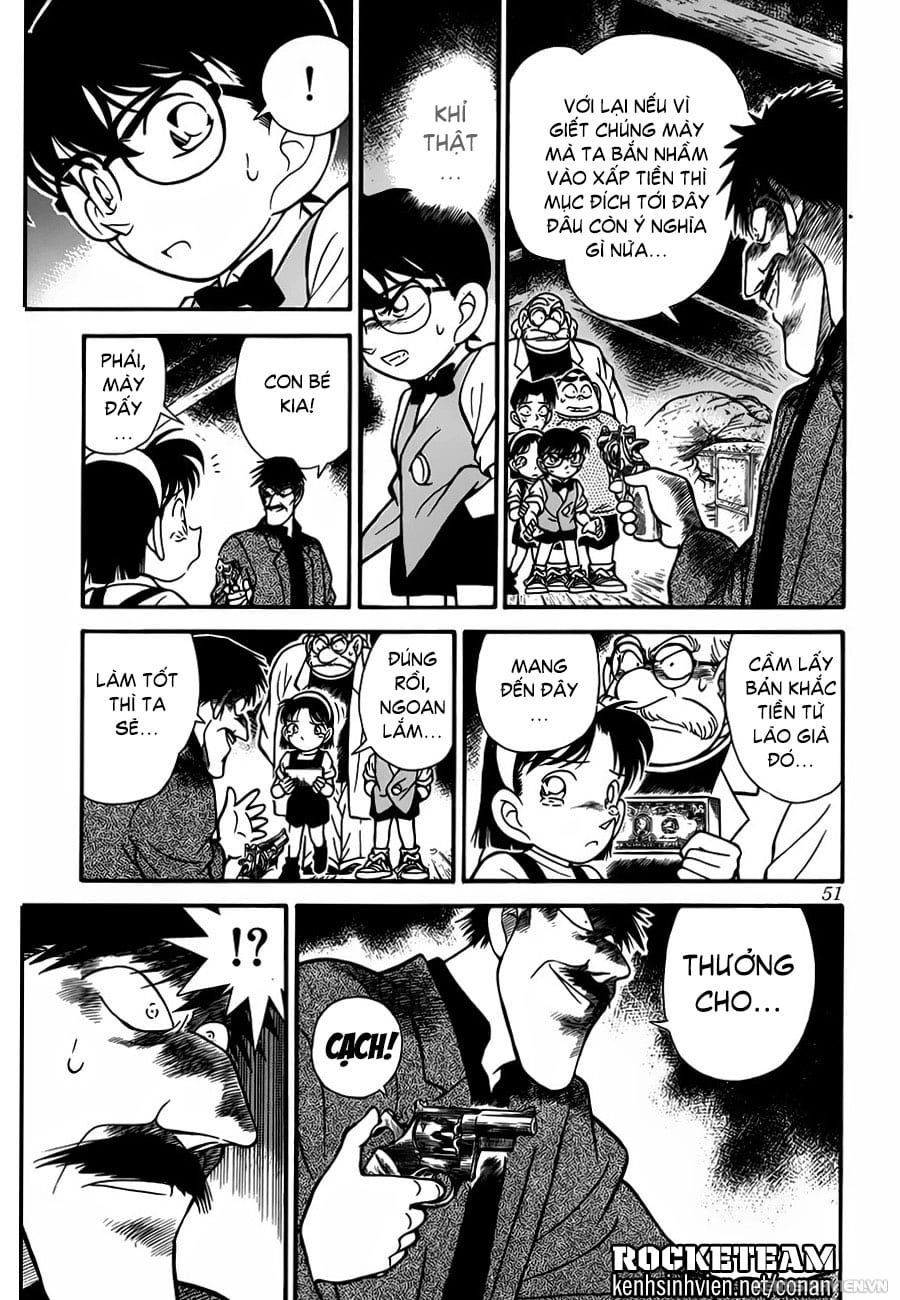 VỚI LẠI NẾU VÌ
GIẾT CHÚNG MÀY
MÀ TA BẮN NHẦM
VÀO XẤP TIỀN THÌ
MỤC ĐÍCH TỚI ĐÂY
ĐÂU CÒN Ý NGHĨA
GÌ NỮA...
KHỈ
THẬT
...
!
CON BÉ
KIA!
PHẢI,
MÀY
ĐẤY
...
CẦM LẤY
BẢN KHẮC
TIỀN TỪ
LÃO GIÀ
ĐÓ...
MANG
ĐẾN ĐÂY
...
ĐÚNG
RỒI,
NGOAN
LẮM
...
LÀM TỐT
THÌ TA
SẼ...
51
THƯỞNG
CHO...
CẠCH!
!?
ROCKETEAM
kenhsinhvien.net/conan